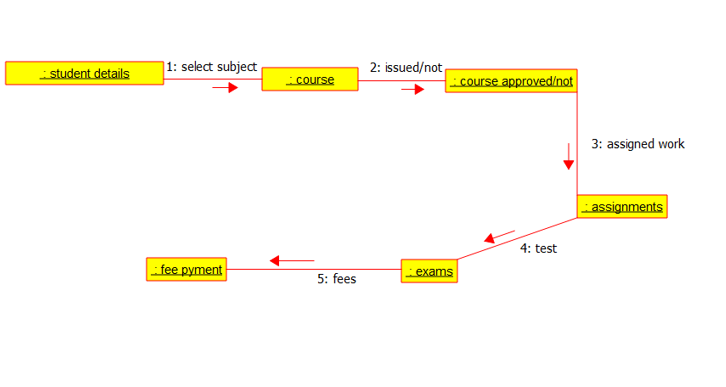 1: select subject
2: issued/not
: student details
: course
: course approved/not
3: assigned work
: assignments
4: test
: fee pyment
: exams
5: fees